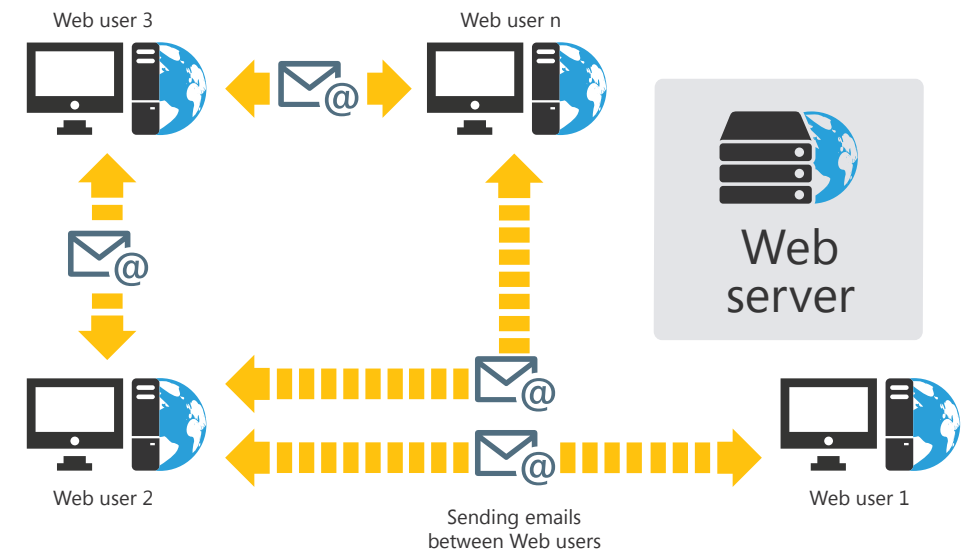 Web user 3
Web user n
Web
server
Web user 2
Web user 1
Sending emails
between Web users